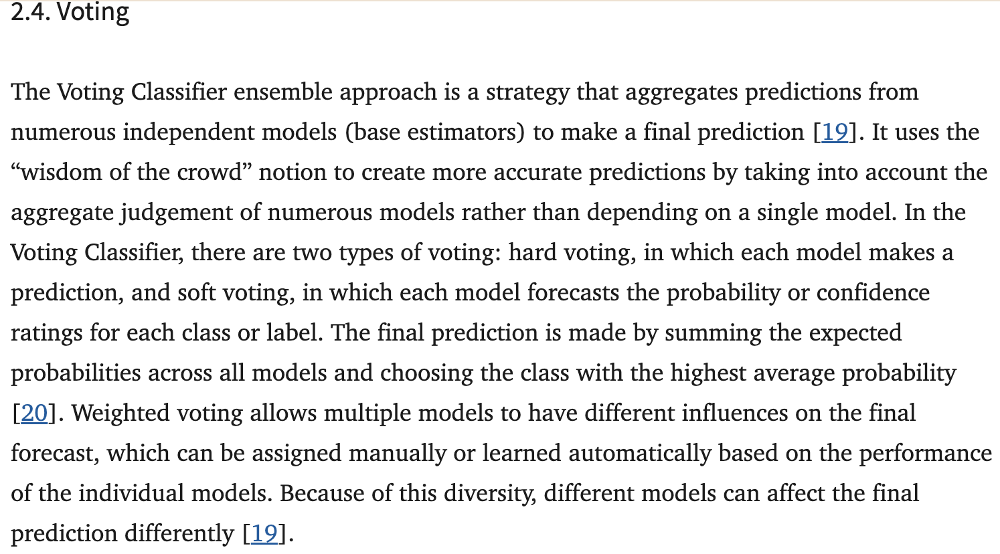 2.4. Voting
The Voting Classifier ensemble approach is a strategy that aggregates predictions from
numerous independent models (base estimators) to make a final prediction [19]. It uses the
“wisdom of the crowd” notion to create more accurate predictions by taking into account the
aggregate judgement of numerous models rather than depending on a single model. In the
Voting Classifier, there are two types of voting: hard voting, in which each model makes a
prediction, and soft voting, in which each model forecasts the probability or confidence
ratings for each class or label. The final prediction is made by summing the expected
probabilities across all models and choosing the class with the highest average probability
[20]. Weighted voting allows multiple models to have different influences on the final
forecast, which can be assigned manually or learned automatically based on the performance
of the individual models. Because of this diversity, different models can affect the final
prediction differently [19].